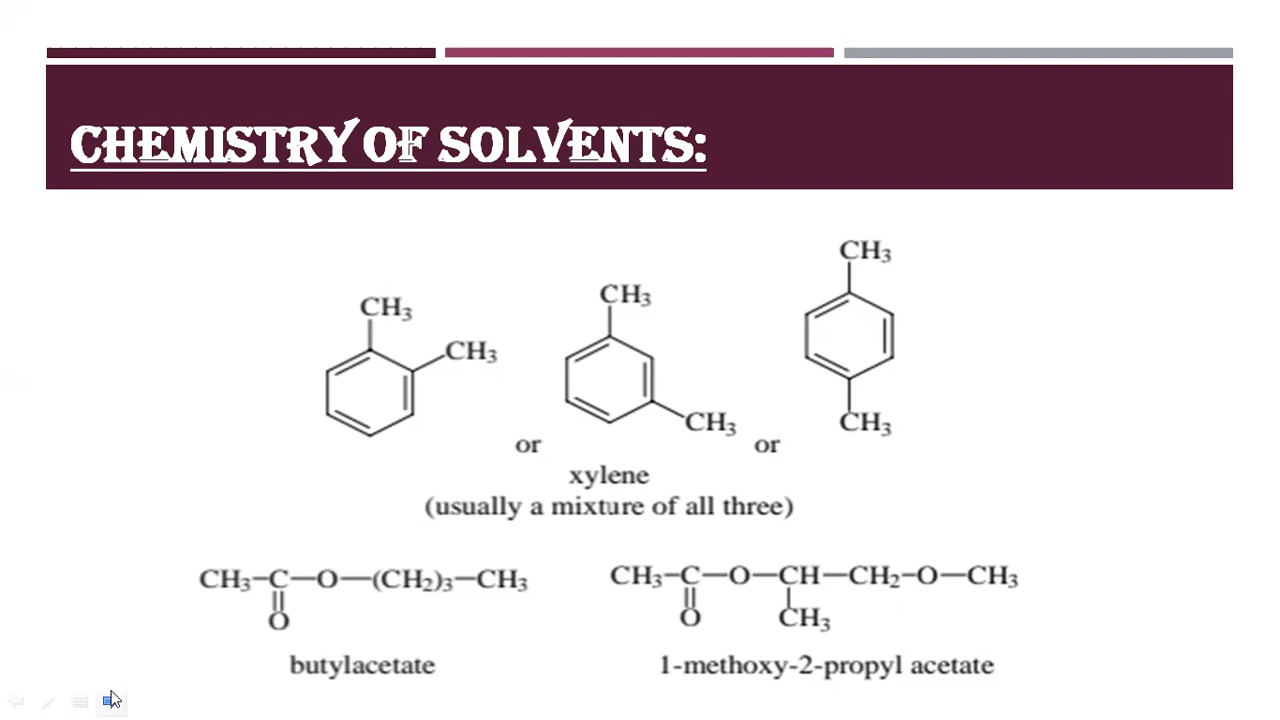 CHEMISTRY OF SOLVENTS:
CH3
CH3
or
CH3
CH3
or
CH3
CH3
xylene
(usually a mixture of all three)
CH3-C-O-(CH2)3-CH3
O
butylacetate
CH3-C-O-CH-CH2-O-CH3
O CH3
1-methoxy-2-propyl acetate